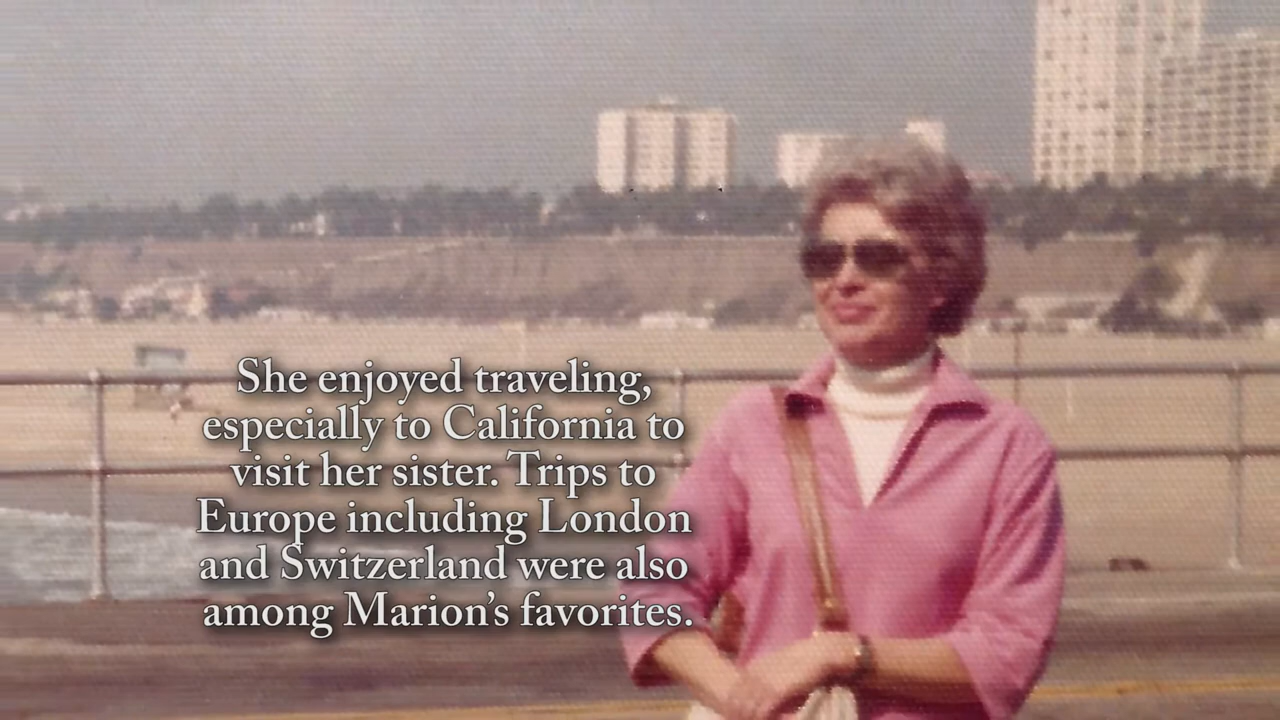 She enjoyed traveling,
especially to California to
visit her sister. Trips to
Europe including London
and Switzerland were also
among Marion’s favorites.